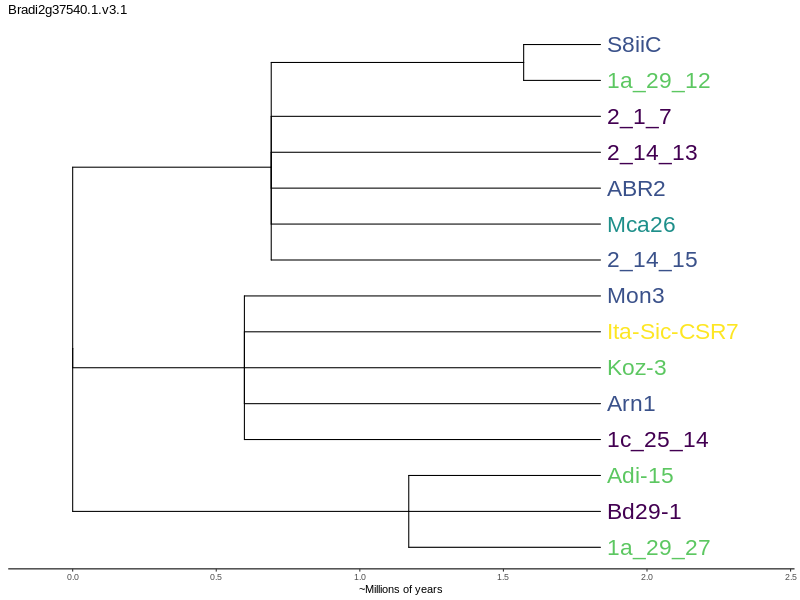 Bradi2g37540.1.v3.1
S8iiC
1a_29_12
2_1_7
2_14_13
ABR2
Mca26
2_14_15
Mon3
Ita-Sic-CSR7
Koz-3
Arn1
1c_25_14
Adi-15
Bd29-1
1a_29_27
0.0 0.5 1.0 1.5 2.0 2.5
~Millions of years